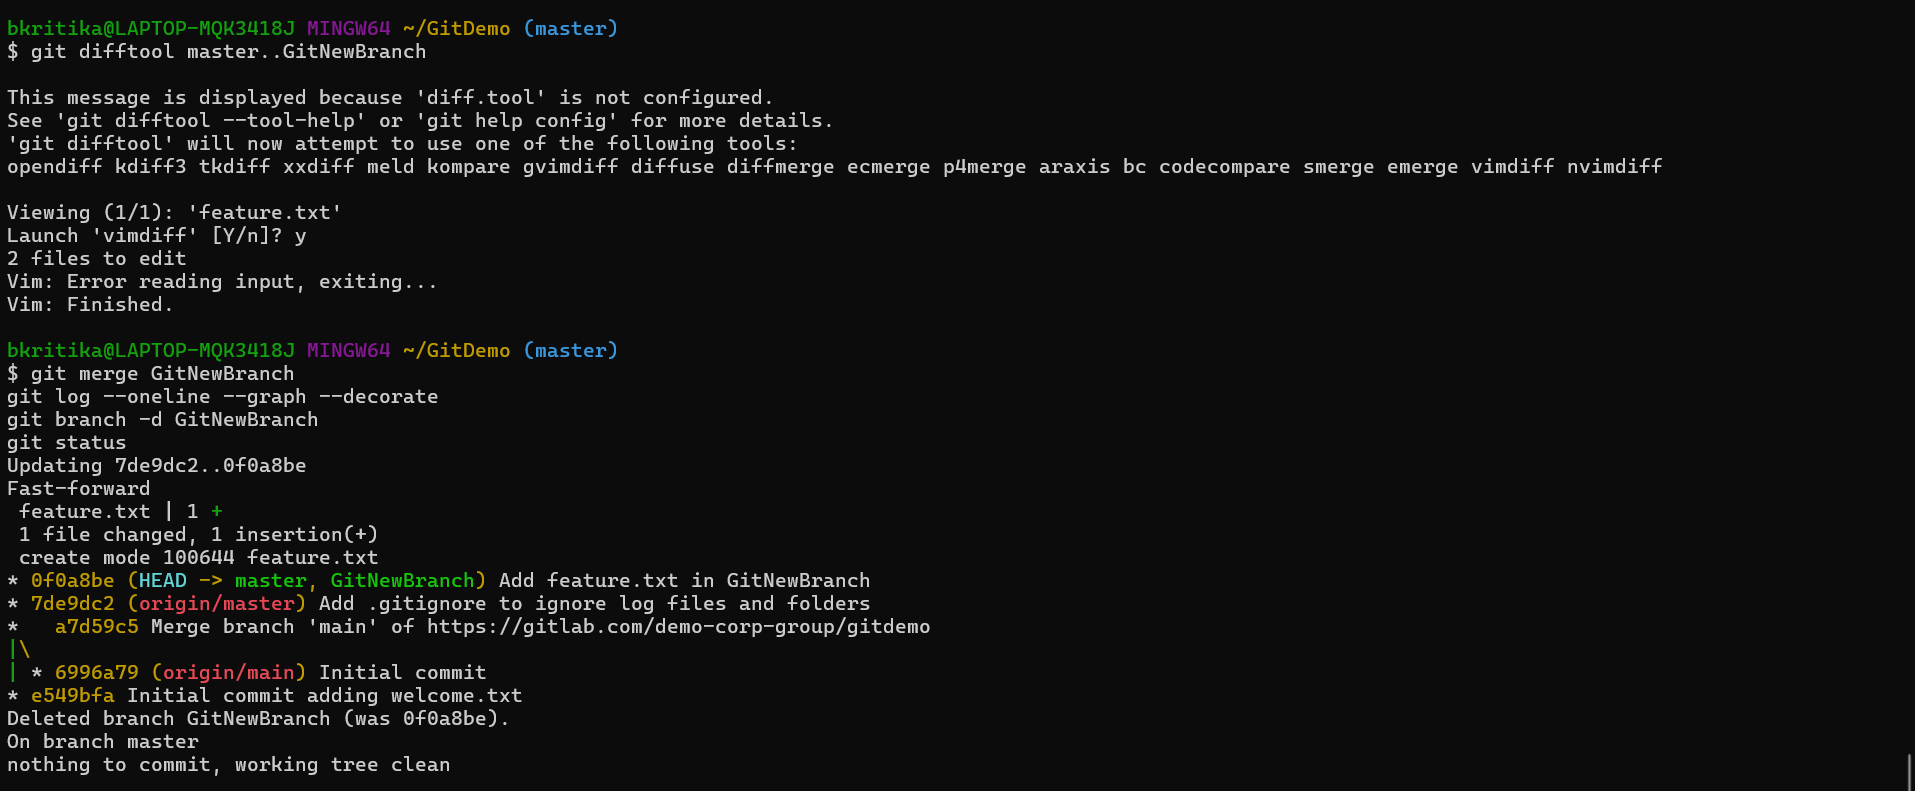 bkritika@LAPTOP-MQK3418J MINGW64 ~/GitDemo (master)
$ git difftool master..GitNewBranch
This message is displayed because 'diff.tool' is not configured.
See 'git difftool --tool-help' or 'git help config' for more details.
'git difftool' will now attempt to use one of the following tools:
opendiff kdiff3 tkdiff xxdiff meld kompare gvimdiff diffuse diffmerge ecmerge p4merge araxis bc codecompare smerge emerge vimdiff nvimdiff
Viewing (1/1): 'feature.txt'
Launch 'vimdiff' [Y/n]? y
2 files to edit
Vim: Error reading input, exiting...
Vim: Finished.
bkritika@LAPTOP-MQK3418J MINGW64 ~/GitDemo (master)
$ git merge GitNewBranch
git log --oneline --graph --decorate
git branch -d GitNewBranch
git status
Updating 7de9dc2..0f0a8be
Fast-forward
 feature.txt | 1 +
 1 file changed, 1 insertion(+)
 create mode 100644 feature.txt
* 0f0a8be (HEAD -> master, GitNewBranch) Add feature.txt in GitNewBranch
* 7de9dc2 (origin/master) Add .gitignore to ignore log files and folders
*   a7d59c5 Merge branch 'main' of https://gitlab.com/demo-corp-group/gitdemo
|\
| * 6996a79 (origin/main) Initial commit
* e549bfa Initial commit adding welcome.txt
Deleted branch GitNewBranch (was 0f0a8be).
On branch master
nothing to commit, working tree clean